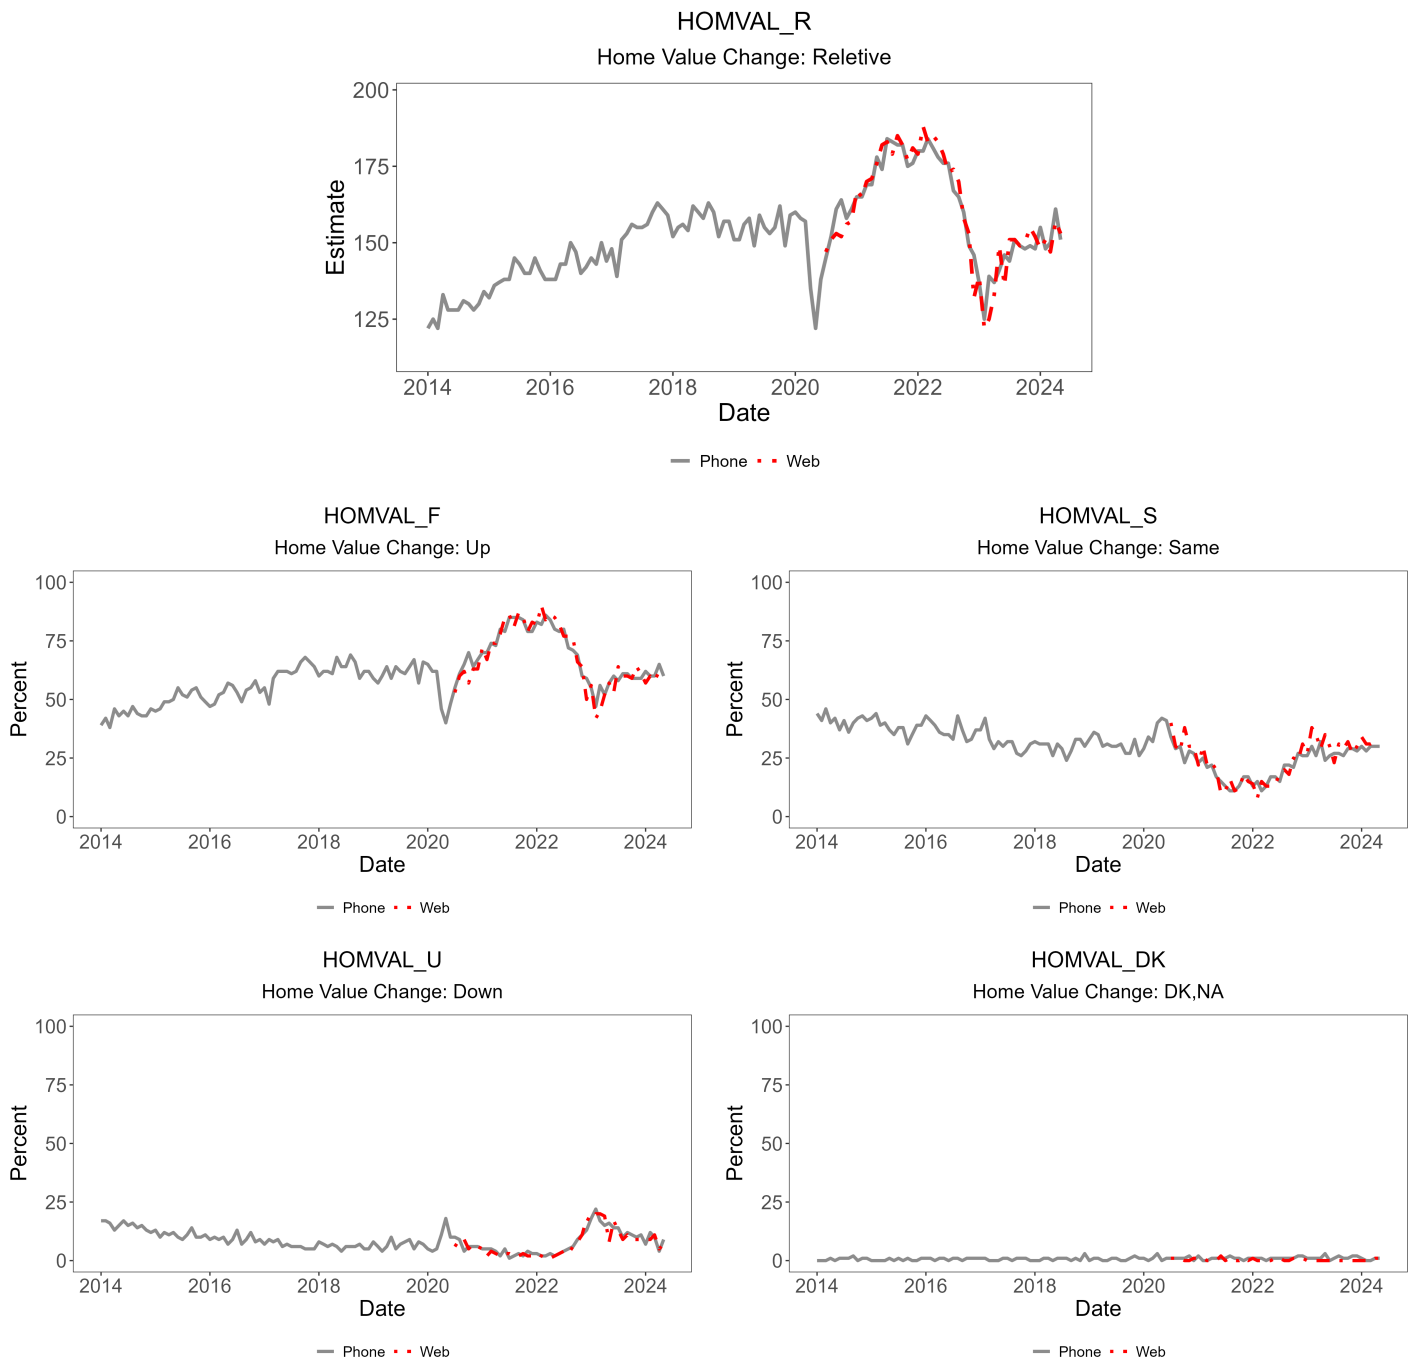 HOMVAL_R
Home Value Change: Reletive
Estimate
200
175
150
125
2014 2016 2018 2020 2022 2024
Date
Phone Web
HOMVAL_F
Home Value Change: Up
Percent
100
75
50
25
0
2014 2016 2018 2020 2022 2024
Date
Phone Web
HOMVAL_S
Home Value Change: Same
Percent
100
75
50
25
0
2014 2016 2018 2020 2022 2024
Date
Phone Web
HOMVAL_U
Home Value Change: Down
Percent
100
75
50
25
0
2014 2016 2018 2020 2022 2024
Date
Phone Web
HOMVAL_DK
Home Value Change: DK,NA
Percent
100
75
50
25
0
2014 2016 2018 2020 2022 2024
Date
Phone Web